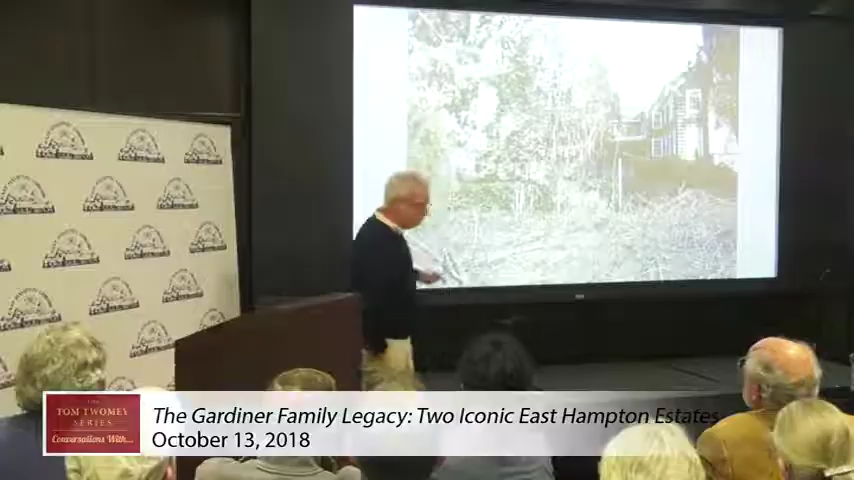 THE
TOM TWOMEY
SERIES
Conversations With...
The Gardiner Family Legacy: Two Iconic East Hampton Estates
October 13, 2018